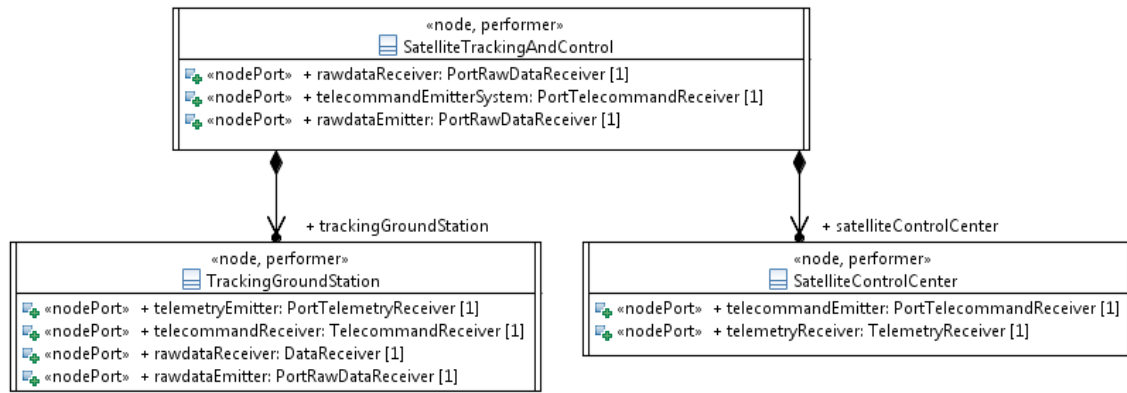 «node, performer»
SatelliteTrackingAndControl
«nodePort» + rawdataReceiver: PortRawDataReceiver [1]
«nodePort» + telecommandEmitterSystem: PortTelecommandReceiver [1]
«nodePort» + rawdataEmitter: PortRawDataReceiver [1]
+ trackingGroundStation
+ satelliteControlCenter
«node, performer»
TrackingGroundStation
«nodePort» + telemetryEmitter: PortTelemetryReceiver [1]
«nodePort» + telecommandReceiver: TelecommandReceiver [1]
«nodePort» + rawdataReceiver: DataReceiver [1]
«nodePort» + rawdataEmitter: PortRawDataReceiver [1]
«node, performer»
SatelliteControlCenter
«nodePort» + telecommandEmitter: PortTelecommandReceiver [1]
«nodePort» + telemetryReceiver: TelemetryReceiver [1]